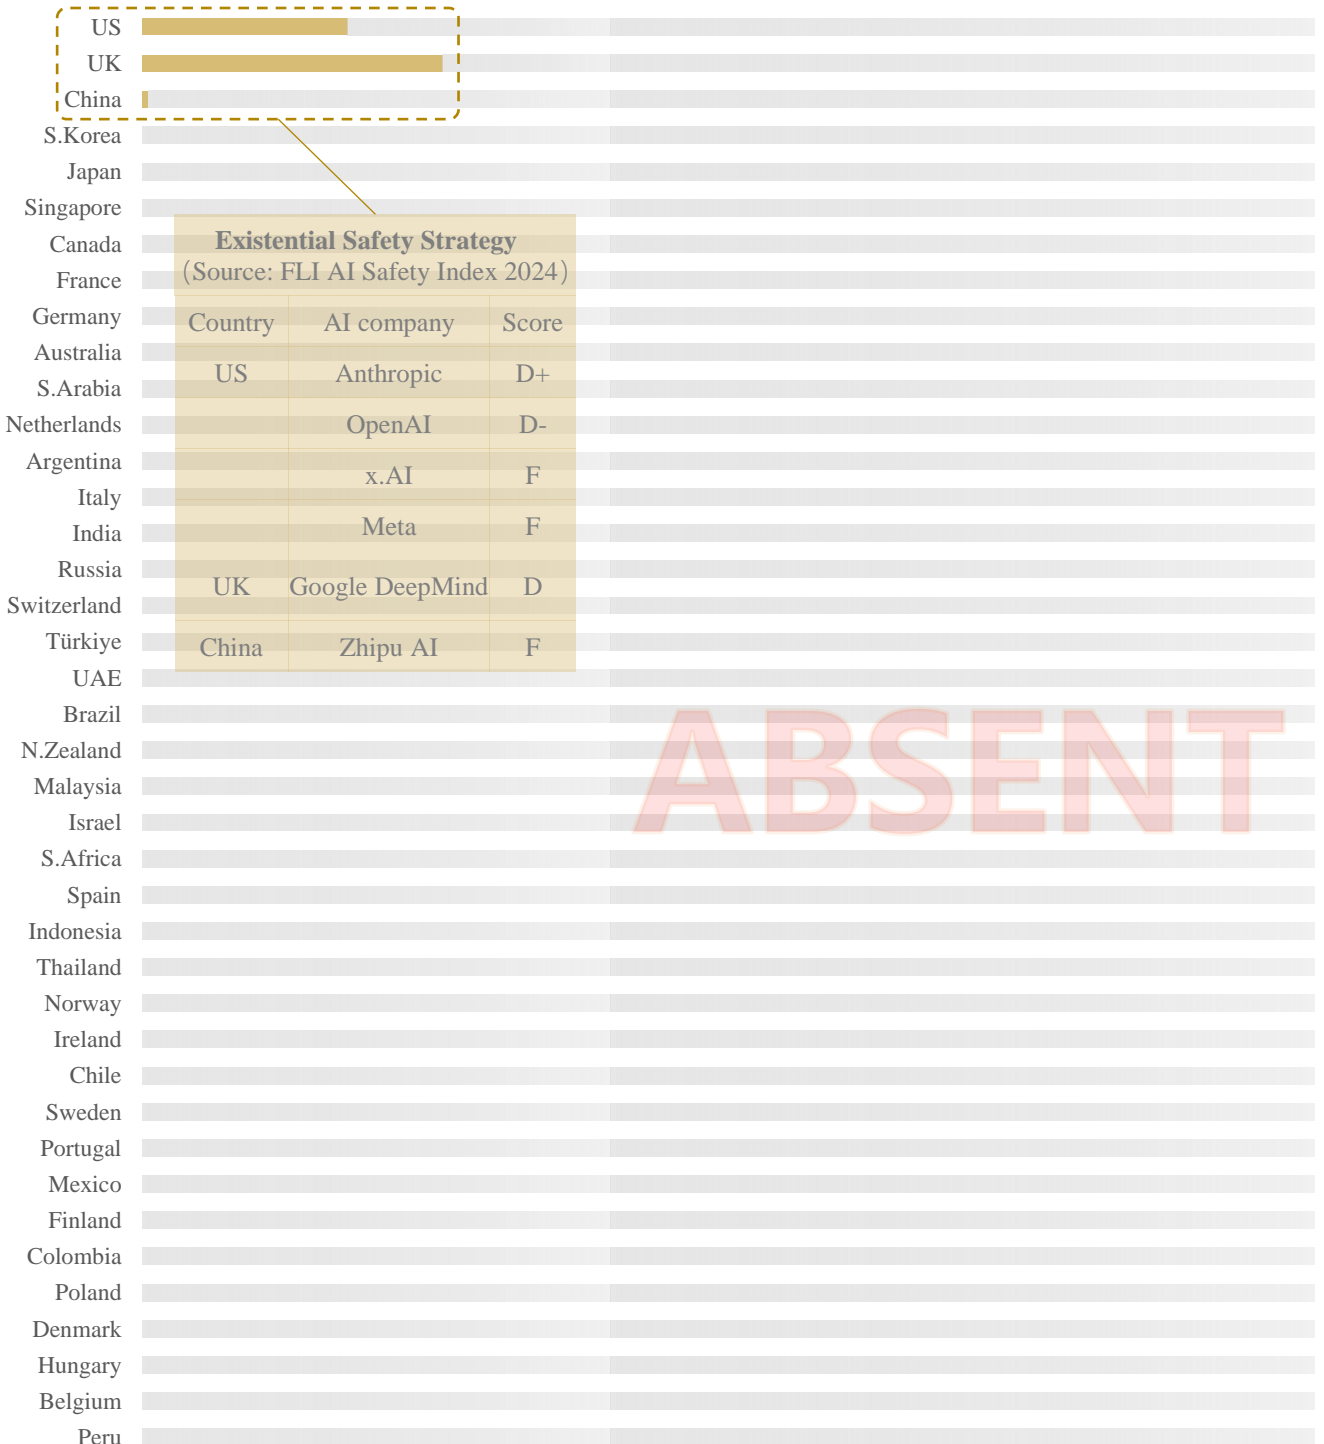 US
UK
China
S.Korea
Japan
Singapore
Canada
France
Germany
Australia
S.Arabia
Netherlands
Argentina
Italy
India
Russia
Switzerland
Türkiye
UAE
Brazil
N.Zealand
Malaysia
Israel
S.Africa
Spain
Indonesia
Thailand
Norway
Ireland
Chile
Sweden
Portugal
Mexico
Finland
Colombia
Poland
Denmark
Hungary
Belgium
Peru
Existential Safety Strategy
(Source: FLI AI Safety Index 2024)
Country AI company Score
US Anthropic D+
OpenAI D-
x.AI F
Meta F
UK Google DeepMind D
China Zhipu AI F
ABSENT